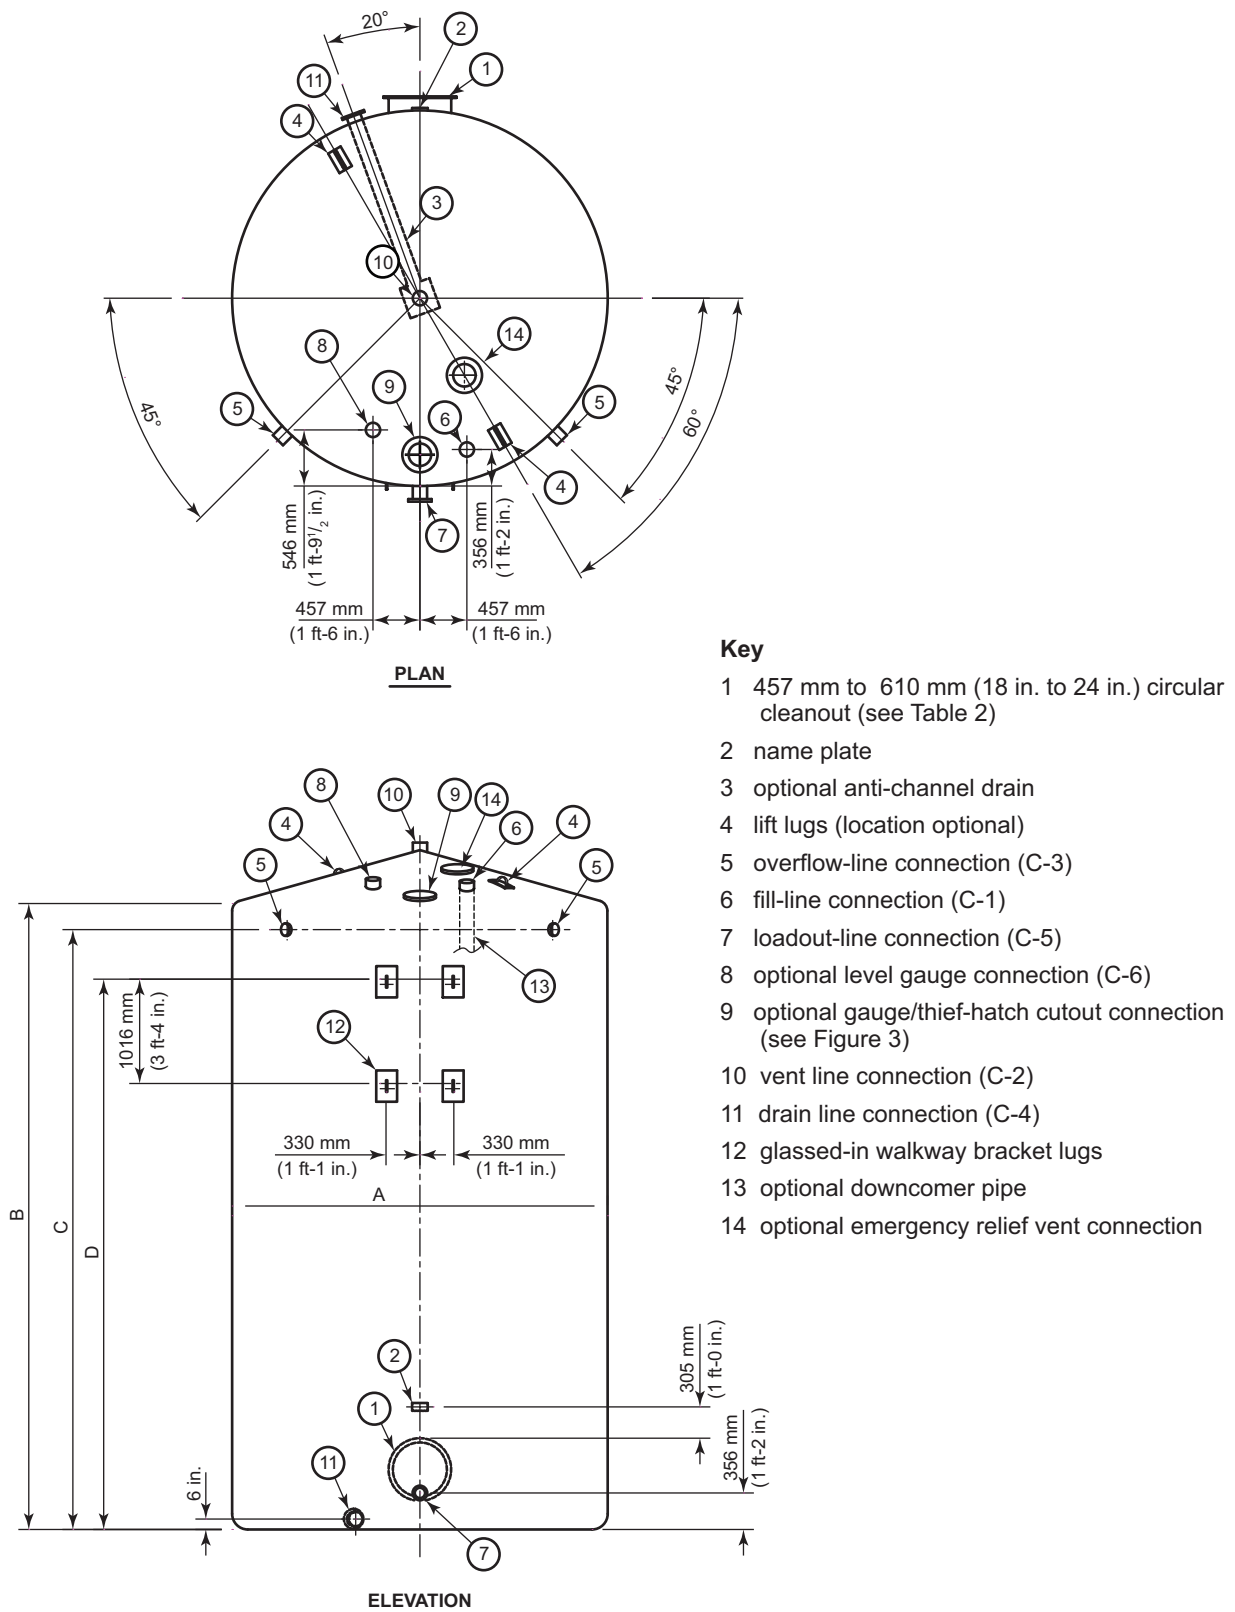 20°
2
1
11
4
3
10
14
8
9
6
5
5
45°
45°
60°
4
7
546 mm
(1 ft-9 1/2 in.)
356 mm
(1 ft-2 in.)
457 mm
(1 ft-6 in.)
457 mm
(1 ft-6 in.)
PLAN
Key
1 457 mm to 610 mm (18 in. to 24 in.) circular
cleanout (see Table 2)
2 name plate
3 optional anti-channel drain
4 lift lugs (location optional)
5 overflow-line connection (C-3)
6 fill-line connection (C-1)
7 loadout-line connection (C-5)
8 optional level gauge connection (C-6)
9 optional gauge/thief-hatch cutout connection
(see Figure 3)
10 vent line connection (C-2)
11 drain line connection (C-4)
12 glassed-in walkway bracket lugs
13 optional downcomer pipe
14 optional emergency relief vent connection
8
10
9
14
4
6
4
5
5
13
12
1016 mm
(3 ft-4 in.)
330 mm
(1 ft-1 in.)
330 mm
(1 ft-1 in.)
A
B
C
D
2
1
11
7
6 in.
305 mm
(1 ft-0 in.)
356 mm
(1 ft-2 in.)
ELEVATION